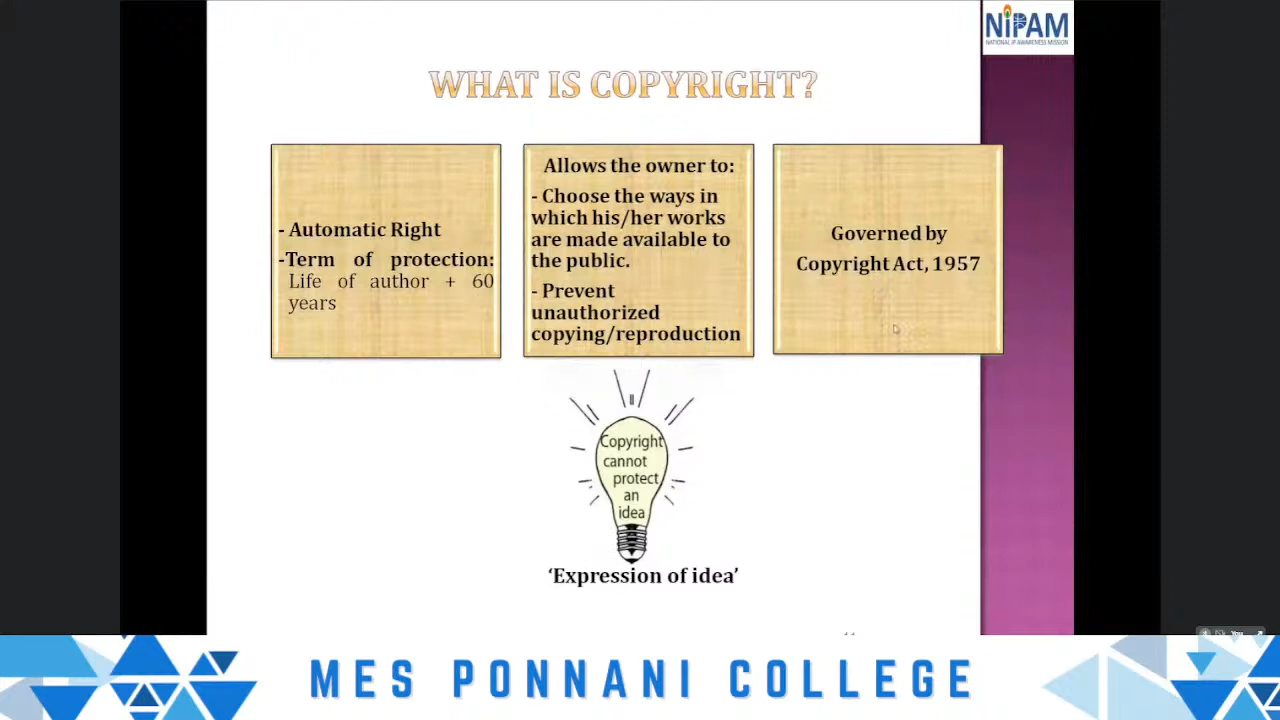 NiPAM
NATIONAL IP AWARENESS MISSION
WHAT IS COPYRIGHT?
- Automatic Right
-Term of protection:
Life of author + 60
years
Allows the owner to:
- Choose the ways in
which his/her works
are made available to
the public.
- Prevent
unauthorized
copying/reproduction
Governed by
Copyright Act, 1957
Copyright
cannot
protect
an
idea
‘Expression of idea’
You
MES PONNANI COLLEGE